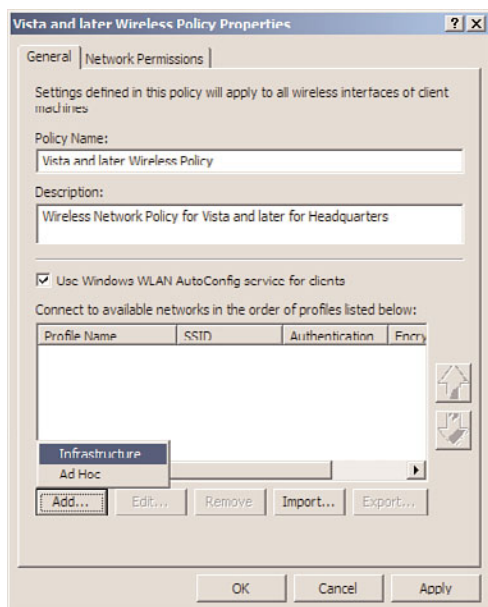 Vista and later Wireless Policy Properties
General
Network Permissions
Settings defined in this policy will apply to all wireless interfaces of client
machines
Policy Name:
Vista and later Wireless Policy
Description:
Wireless Network Policy for Vista and later for Headquarters
Use Windows WLAN AutoConfig service for clients
Connect to available networks in the order of profiles listed below:
Profile Name SSID Authentication Encry
Infrastructure
Ad Hoc
Add... Edit... Remove Import... Export...
OK Cancel Apply